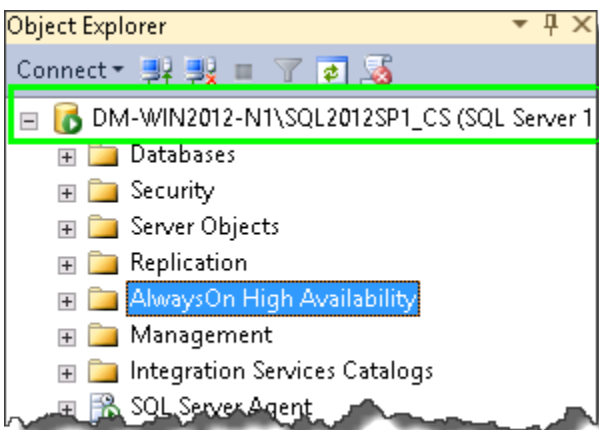 Object Explorer
Connect
DM-WIN2012-N1\SQL2012SP1_CS (SQL Server 1
Databases
Security
Server Objects
Replication
AlwaysOn High Availability
Management
Integration Services Catalogs
SQL Server Agent